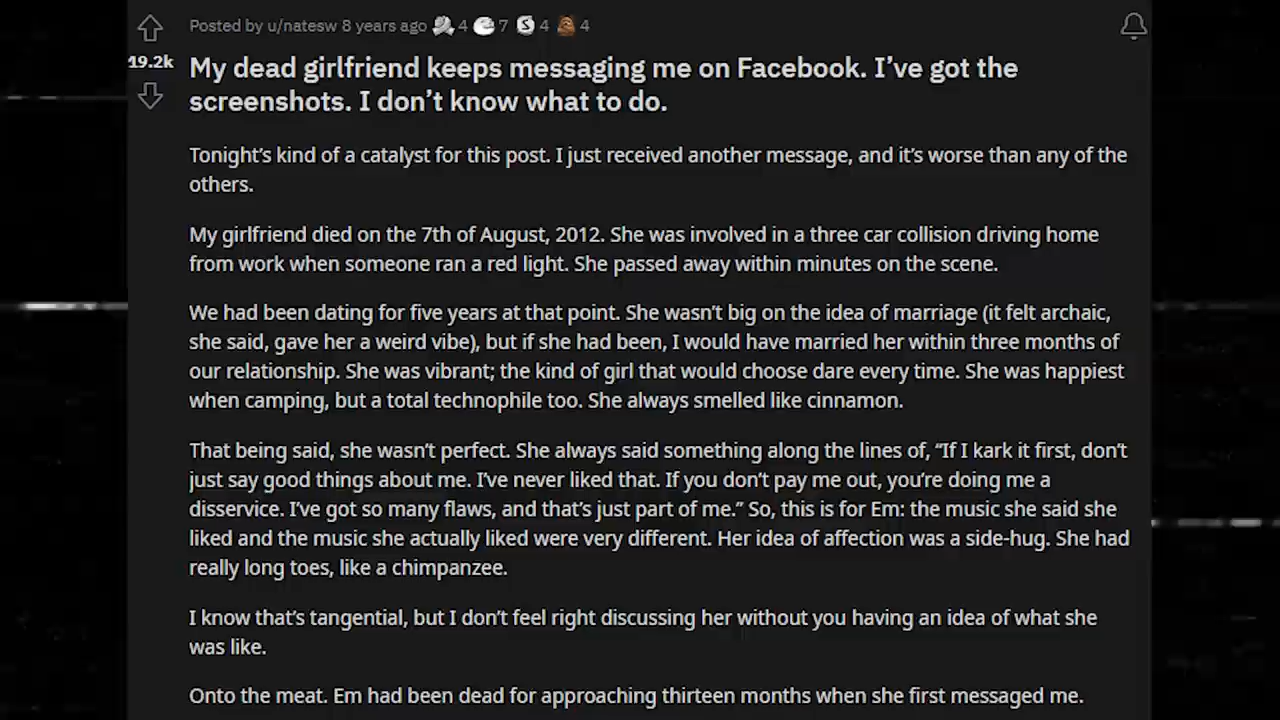 Posted by u/natesw 8 years ago 4 7 S 4 4
19.2k
My dead girlfriend keeps messaging me on Facebook. I’ve got the
screenshots. I don’t know what to do.
Tonight’s kind of a catalyst for this post. I just received another message, and it’s worse than any of the
others.
My girlfriend died on the 7th of August, 2012. She was involved in a three car collision driving home
from work when someone ran a red light. She passed away within minutes on the scene.
We had been dating for five years at that point. She wasn’t big on the idea of marriage (it felt archaic,
she said, gave her a weird vibe), but if she had been, I would have married her within three months of
our relationship. She was vibrant; the kind of girl that would choose dare every time. She was happiest
when camping, but a total technophile too. She always smelled like cinnamon.
That being said, she wasn’t perfect. She always said something along the lines of, “If I kark it first, don’t
just say good things about me. I’ve never liked that. If you don’t pay me out, you’re doing me a
disservice. I’ve got so many flaws, and that’s just part of me.” So, this is for Em: the music she said she
liked and the music she actually liked were very different. Her idea of affection was a side-hug. She had
really long toes, like a chimpanzee.
I know that’s tangential, but I don’t feel right discussing her without you having an idea of what she
was like.
Onto the meat. Em had been dead for approaching thirteen months when she first messaged me.